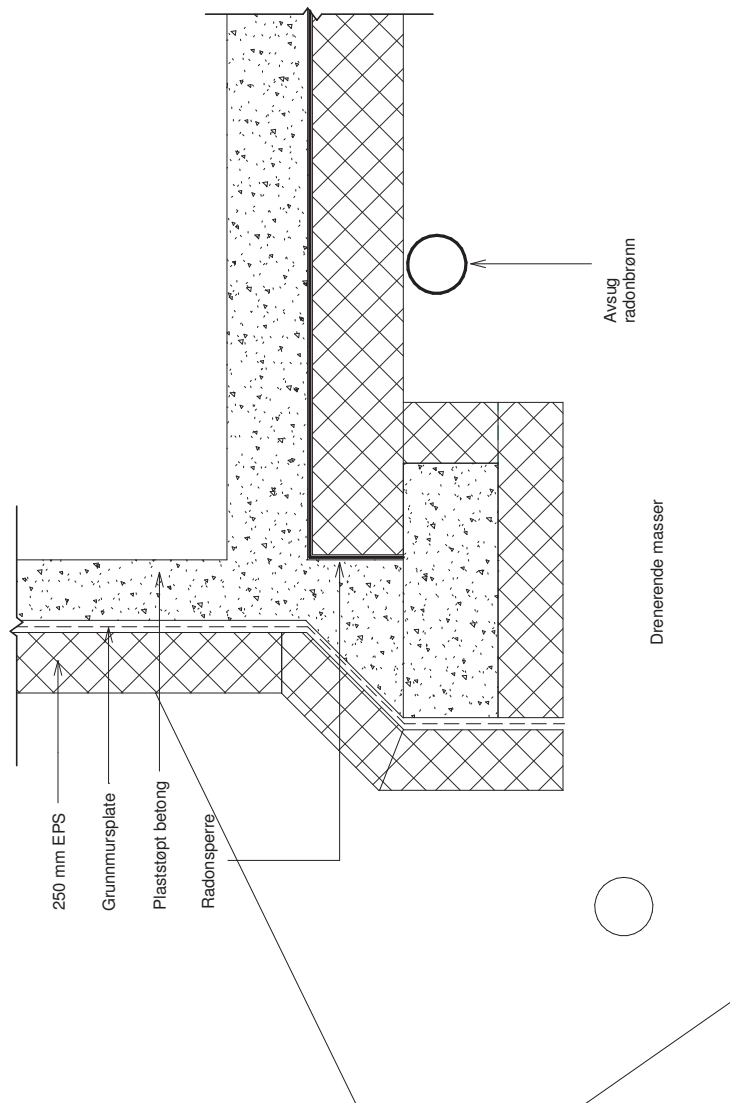 250 mm EPS
Grunnmursplate
Plaststøpt betong
Radonsperre
Avsug
radonbrønn
Drenerende masser